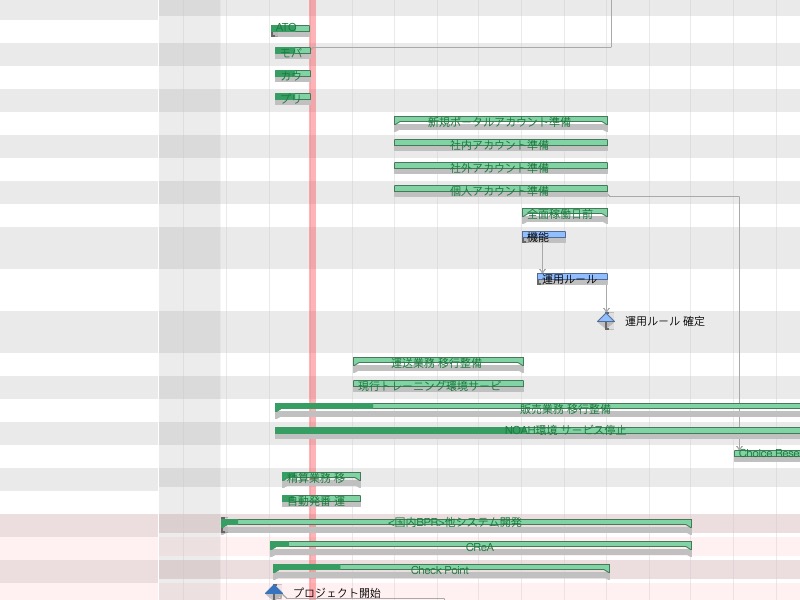 ATO
モバ
カウ
プリ
新規ポータルアカウント準備
社内アカウント準備
社外アカウント準備
個人アカウント準備
全面稼働日前
機能
運用ルール
運用ルール 確定
運送業務 移行整備
現行トレーニング環境サービ
販売業務 移行整備
NOAH環境 サービス停止
Choice Rese
精算業務 移
自動発番 運
<国内BPR>他システム開発
CReA
Check Point
プロジェクト開始